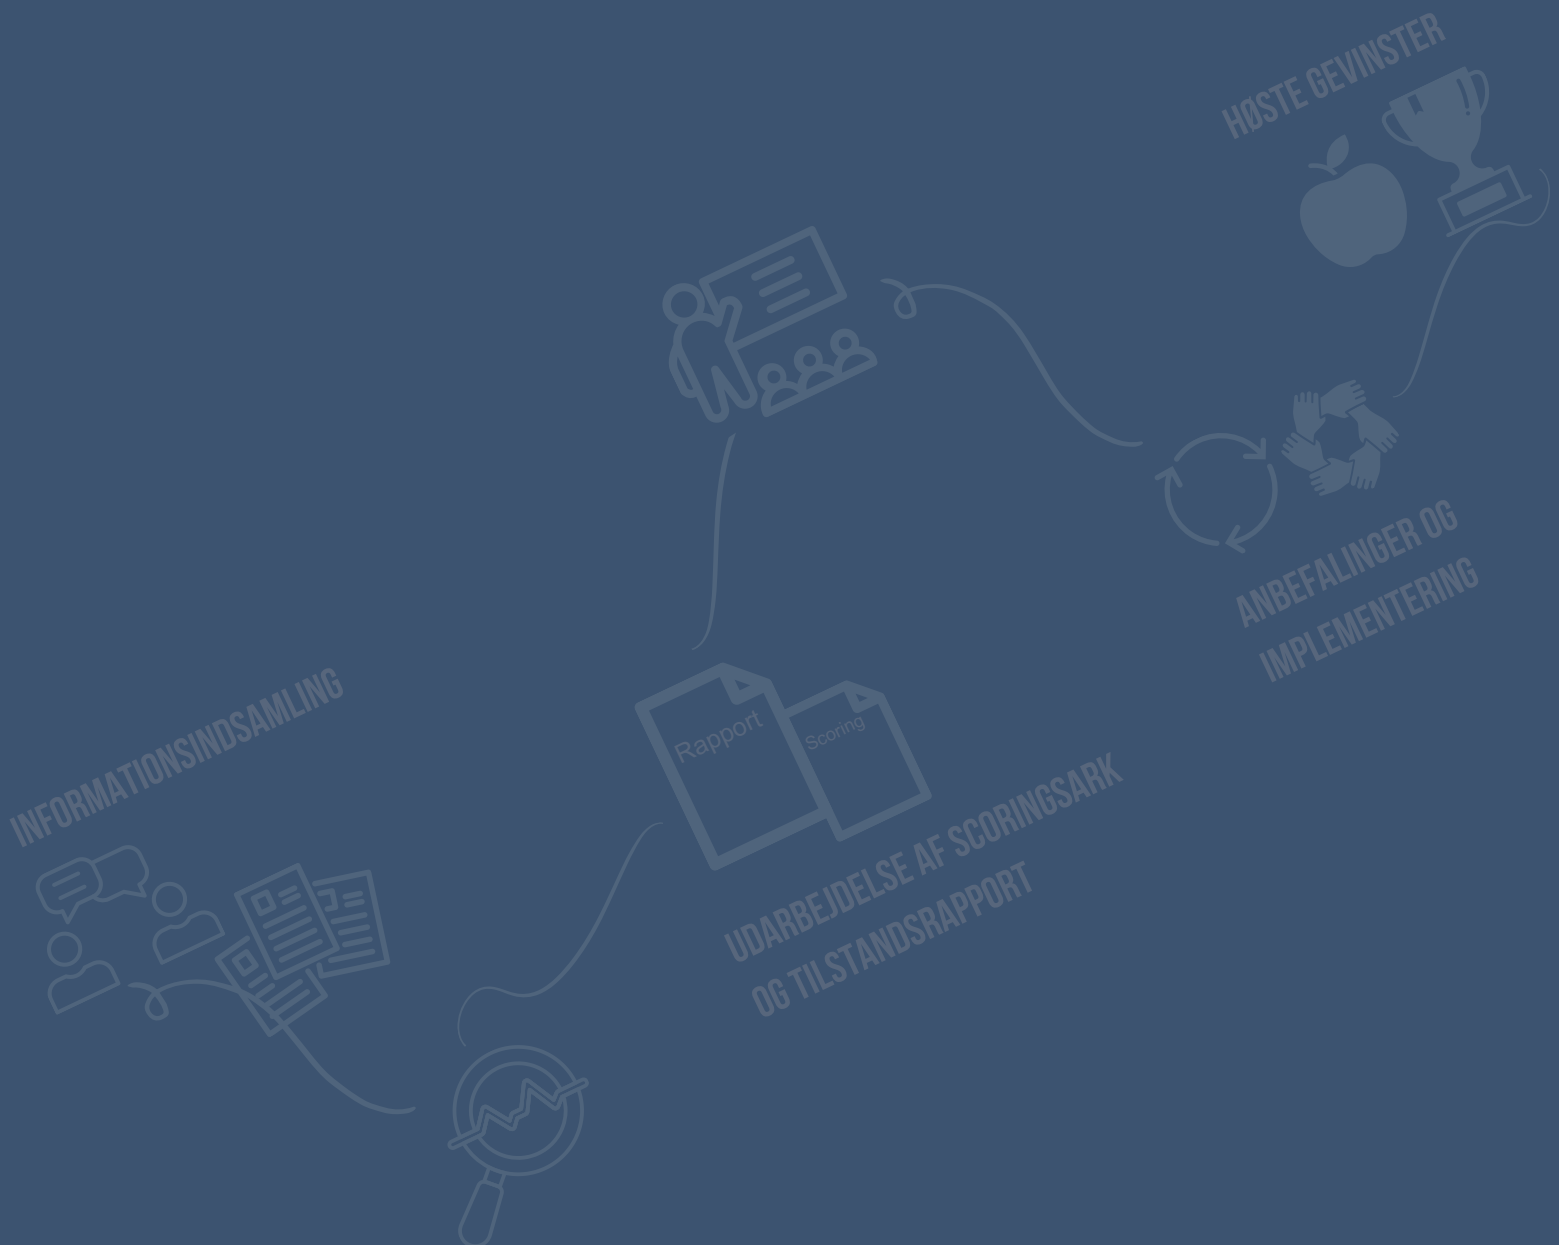 HØSTE GEVINSTER
ANBEFALINGER OG
IMPLEMENTERING
INFORMATIONSINDSAMLING
Rapport
Scoring
UDARBEJDELSE AF SCORINGSARK
OG TILSTANDSRAPPORT